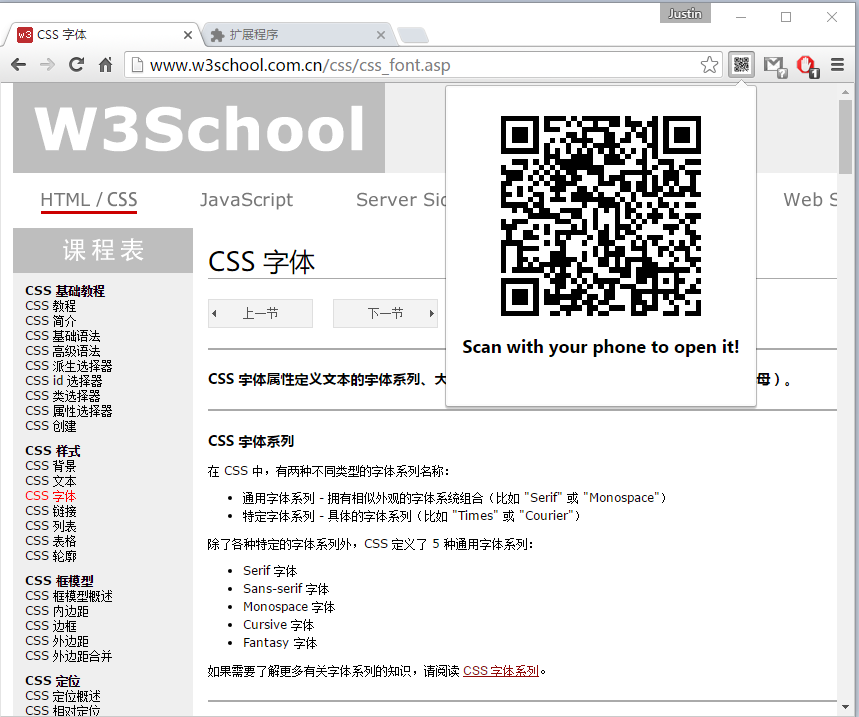 Justin
w3 CSS 字体
扩展程序
www.w3school.com.cn/css/css_font.asp
W3School
HTML / CSS
JavaScript
Server Sid
Web S
课程表
CSS 基础教程
CSS 教程
CSS 简介
CSS 基础语法
CSS 高级语法
CSS 派生选择器
CSS id 选择器
CSS 类选择器
CSS 属性选择器
CSS 创建
CSS 样式
CSS 背景
CSS 文本
CSS 字体
CSS 链接
CSS 列表
CSS 表格
CSS 轮廓
CSS 框模型
CSS 框模型概述
CSS 内边距
CSS 边框
CSS 外边距
CSS 外边距合并
CSS 定位
CSS 定位概述
CSS 相对定位
CSS 字体
上一节
下一节
Scan with your phone to open it!
CSS 字体属性定义文本的字体系列、大
母）。
CSS 字体系列
在 CSS 中，有两种不同类型的字体系列名称：
通用字体系列 - 拥有相似外观的字体系统组合（比如 "Serif" 或 "Monospace"）
特定字体系列 - 具体的字体系列（比如 "Times" 或 "Courier"）
除了各种特定的字体系列外，CSS 定义了 5 种通用字体系列：
Serif 字体
Sans-serif 字体
Monospace 字体
Cursive 字体
Fantasy 字体
如果需要了解更多有关字体系列的知识，请阅读 CSS 字体系列。